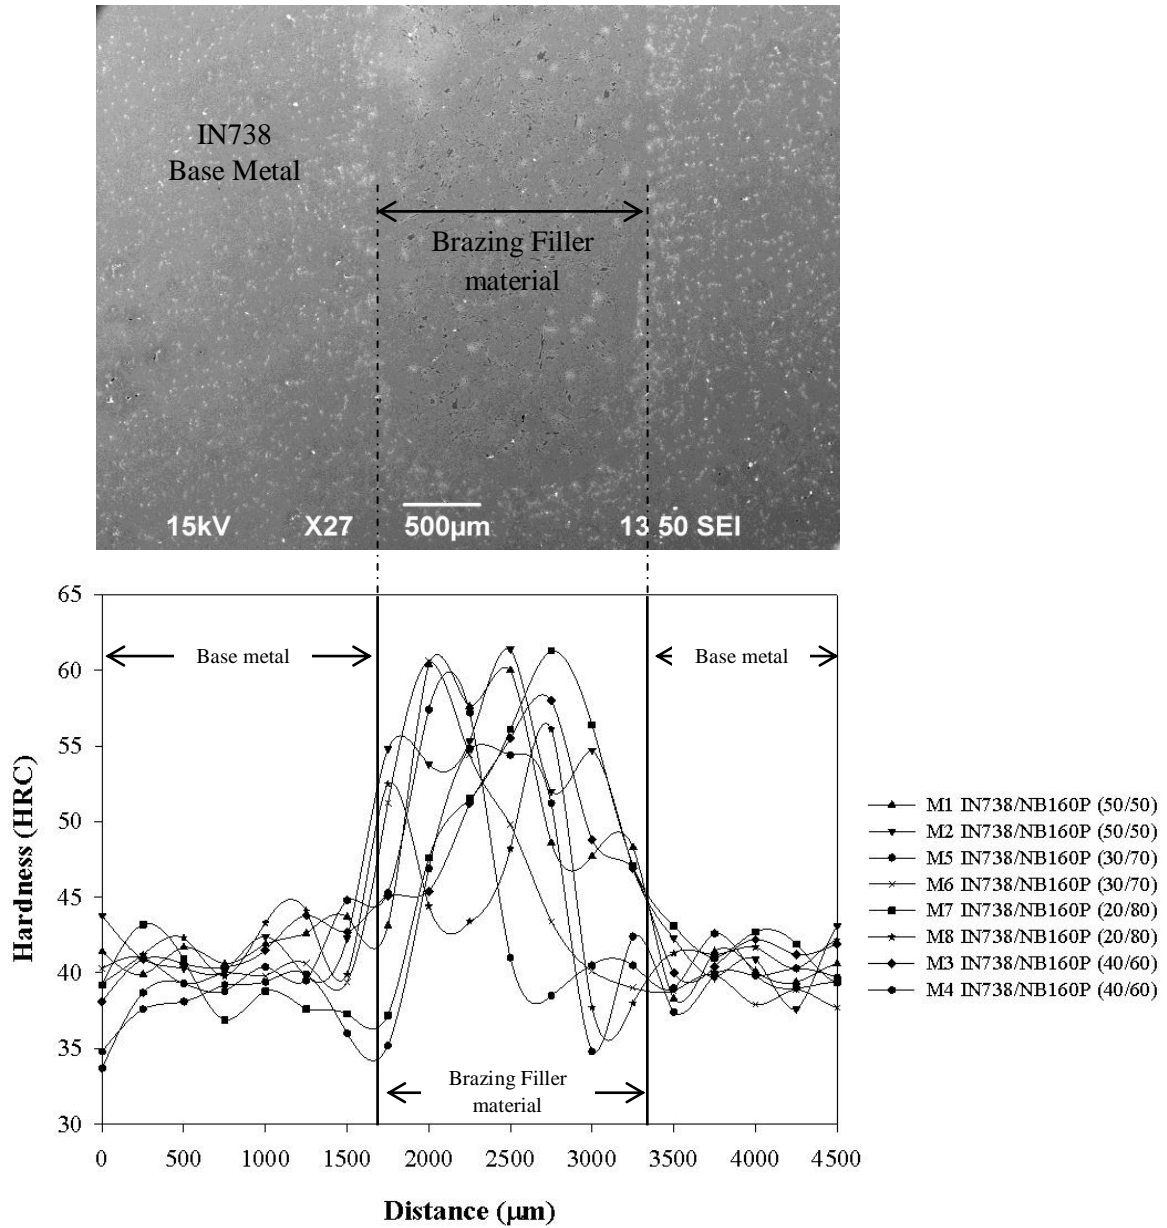 IN738
Base Metal
Brazing Filler
material
15kV X27 500μm 13 50 SEI
65
60
55
50
45
40
35
30
Hardness (HRC)
Base metal
Base metal
Brazing Filler
material
0 500 1000 1500 2000 2500 3000 3500 4000 4500
Distance (μm)
M1 IN738/NB160P (50/50)
M2 IN738/NB160P (50/50)
M5 IN738/NB160P (30/70)
M6 IN738/NB160P (30/70)
M7 IN738/NB160P (20/80)
M8 IN738/NB160P (20/80)
M3 IN738/NB160P (40/60)
M4 IN738/NB160P (40/60)